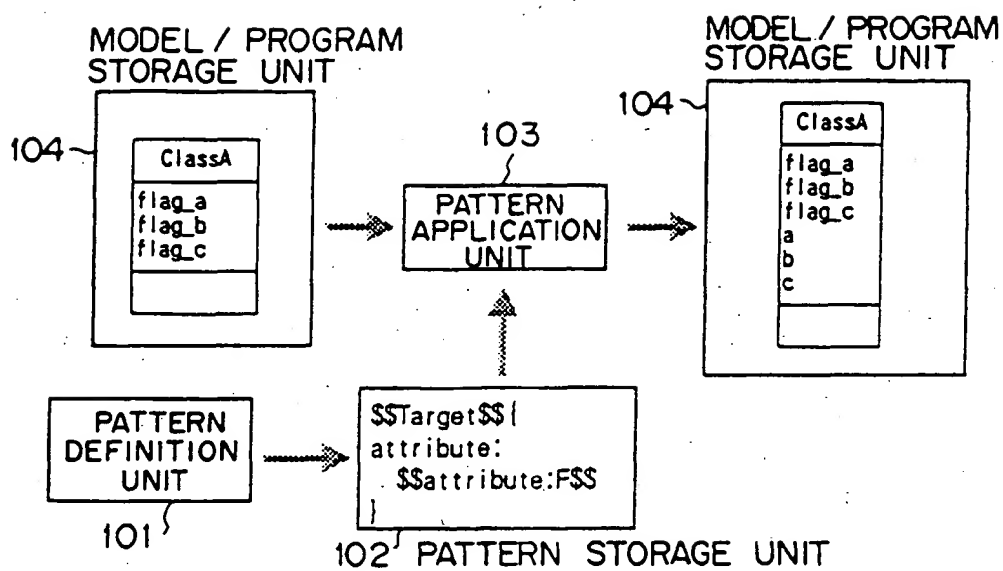 MODEL / PROGRAM
STORAGE UNIT
104
ClassA
flag_a
flag_b
flag_c
103
PATTERN
APPLICATION
UNIT
MODEL / PROGRAM
STORAGE UNIT
104
ClassA
flag_a
flag_b
flag_c
a
b
c
PATTERN
DEFINITION
UNIT
101
$$Target$${
attribute:
$$attribute:F$$
}
102 PATTERN STORAGE UNIT